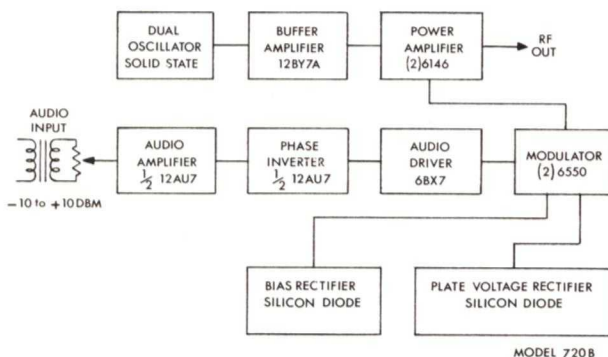 DUAL
OSCILLATOR
SOLID STATE
BUFFER
AMPLIFIER
12BY7A
POWER
AMPLIFIER
(2)6146
RF
OUT
AUDIO
INPUT
-10 to +10DBM
AUDIO
AMPLIFIER
1/2 12AU7
PHASE
INVERTER
1/2 12AU7
AUDIO
DRIVER
6BX7
MODULATOR
(2)6550
BIAS RECTIFIER
SILICON DIODE
PLATE VOLTAGE RECTIFIER
SILICON DIODE
MODEL 720B